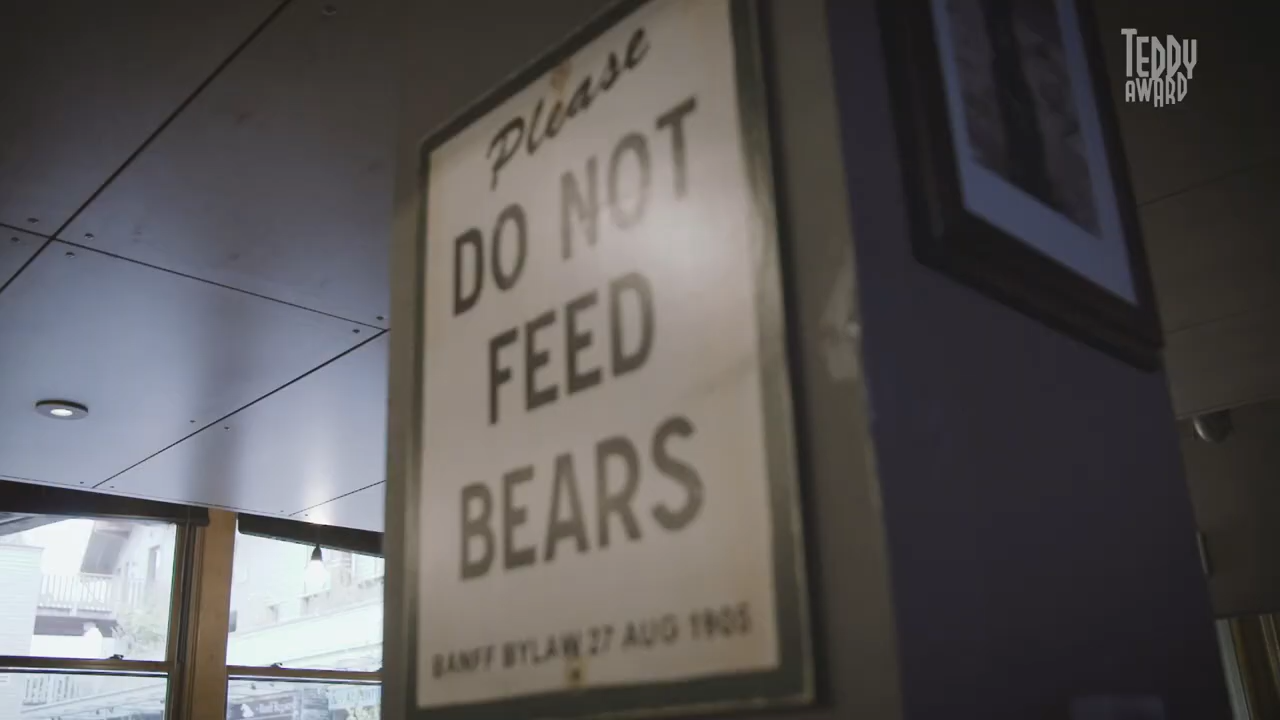 TEDDY
AWARD
Please
DO NOT
FEED
BEARS
BANFF BYLAW 27 AUG 1905